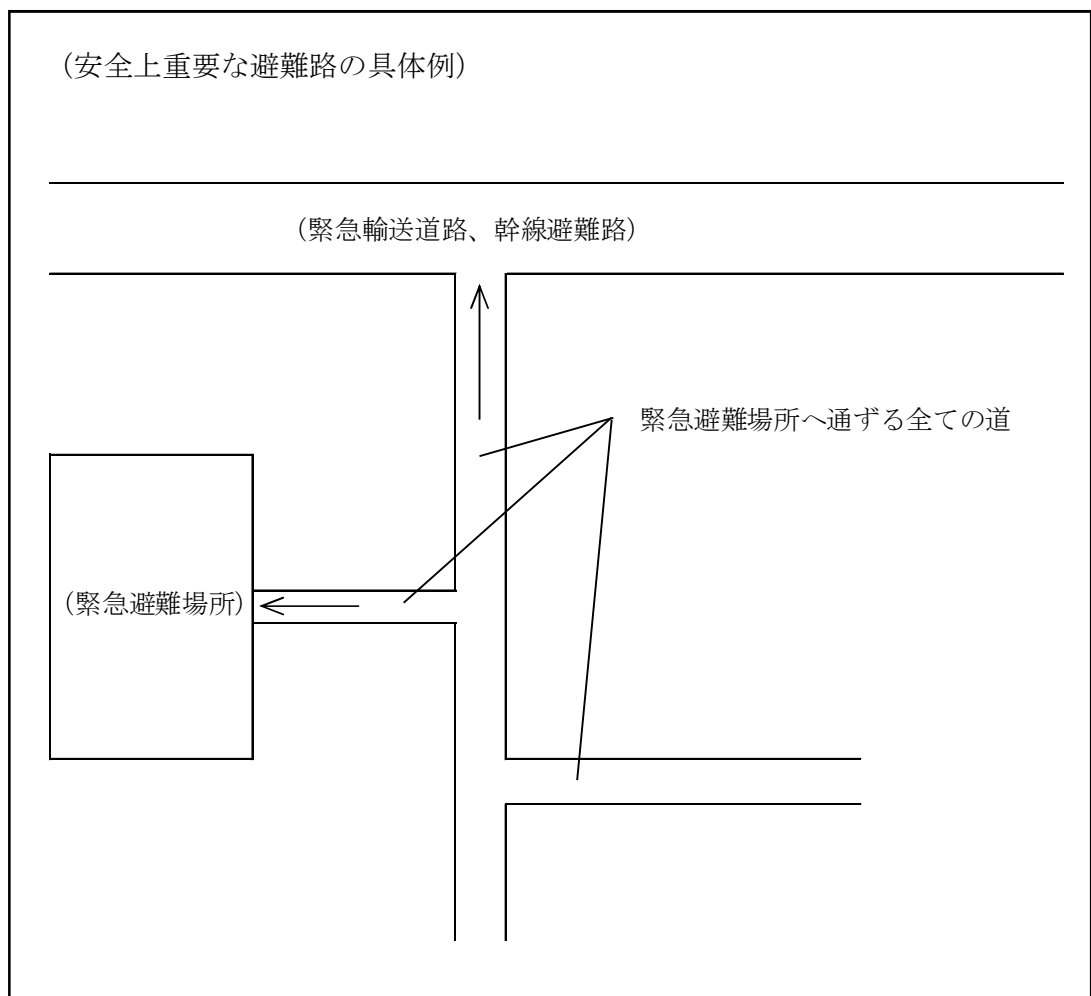 （安全上重要な避難路の具体例）
（緊急輸送道路、幹線避難路）
緊急避難場所へ通ずる全ての道
（緊急避難場所）